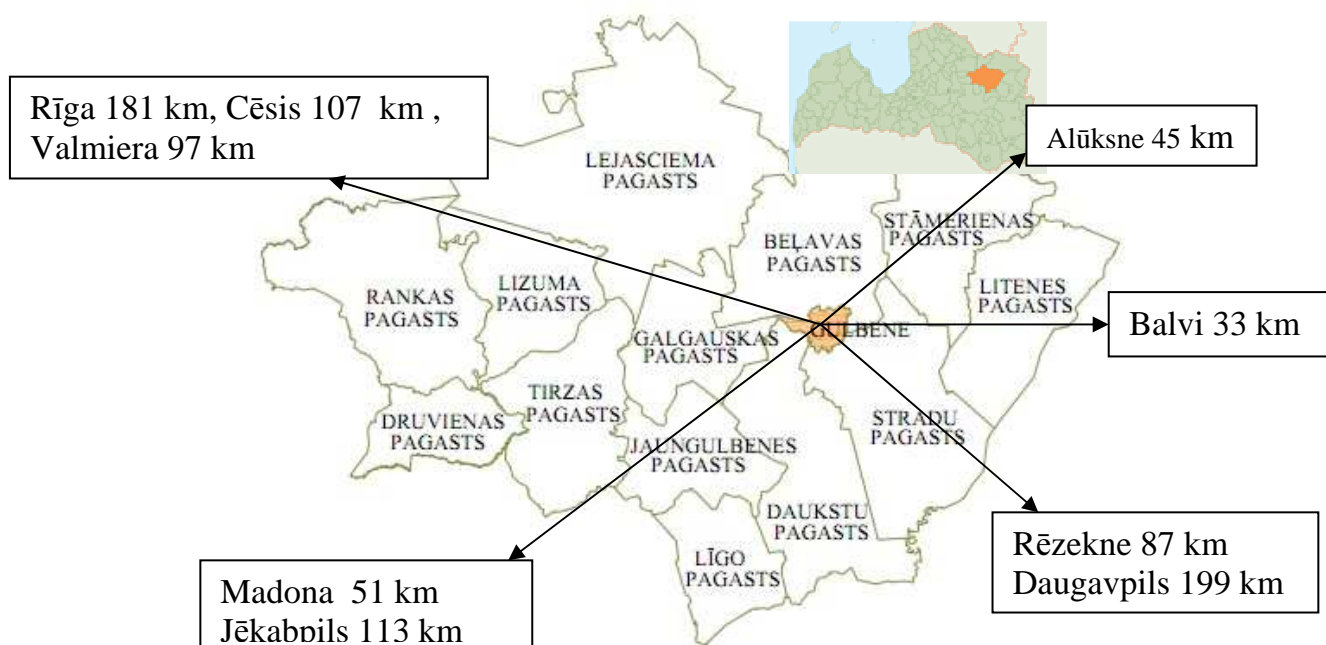 Rīga 181 km, Cēsis 107 km ,
Valmiera 97 km
Alūksne 45 km
LEJASCIEMA
PAGASTS
STĀMERIENAS
PAGASTS
BEĻAVAS
PAGASTS
LITENES
PAGASTS
LIZUMA
PAGASTS
RANKAS
PAGASTS
GULBENE
Balvi 33 km
GALGAUSKAS
PAGASTS
TIRZAS
PAGASTS
DRUVIENAS
PAGASTS
STRADU
PAGASTS
JAUNGULBENES
PAGASTS
DAUKSTU
PAGASTS
LĪGO
PAGASTS
Rēzekne 87 km
Daugavpils 199 km
Madona 51 km
Jēkabpils 113 km